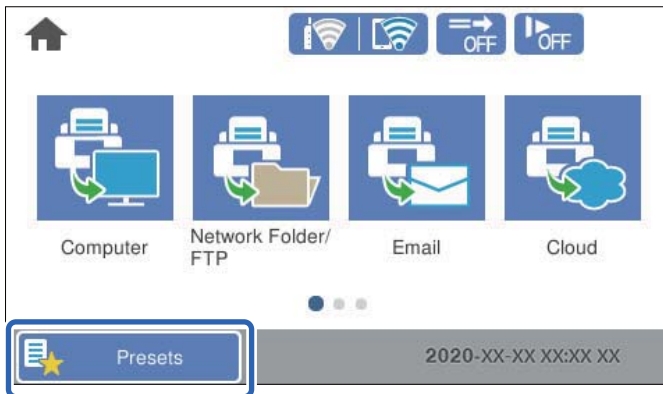 OFF
OFF
Computer
Network Folder/
FTP
Email
Cloud
Presets
2020-XX-XX XX:XX XX